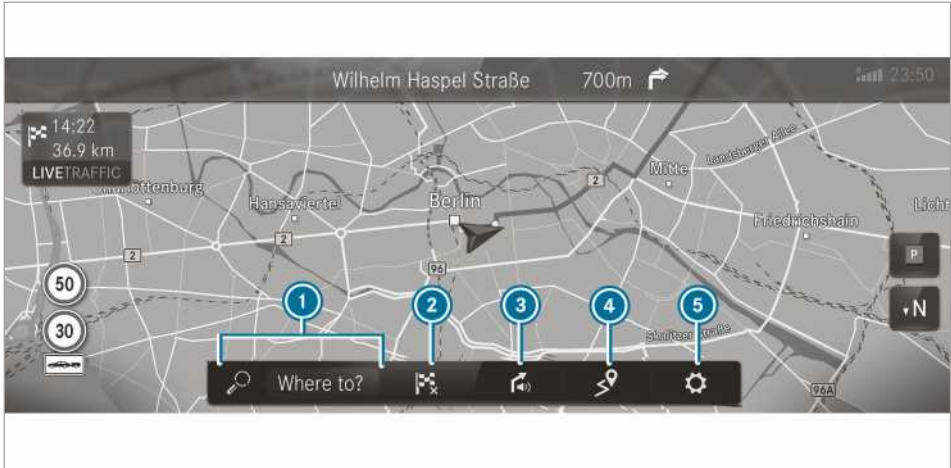 Wilhelm Haspel Straße 700m 23:50
14:22
36.9 km
LIVETRAFFIC
Mitte
Landsberger Allee
2
Hansaviertel
Berlin
Friedrichshain
2
2
P
96
50
1
2
3
4
5
N
30
Where to?
96A